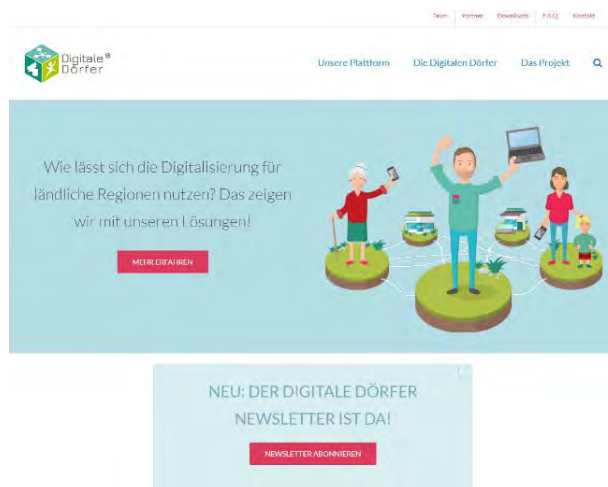 Team Partner Downloads F.A.Q. Kontakt
Digitale®
Dörfer
Unsere Plattform Die Digitalen Dörfer Das Projekt
Wie lässt sich die Digitalisierung für
ländliche Regionen nutzen? Das zeigen
wir mit unseren Lösungen!
MEHR ERFAHREN
NEU: DER DIGITALE DÖRFER
NEWSLETTER IST DA!
NEWSLETTER ABONNIEREN